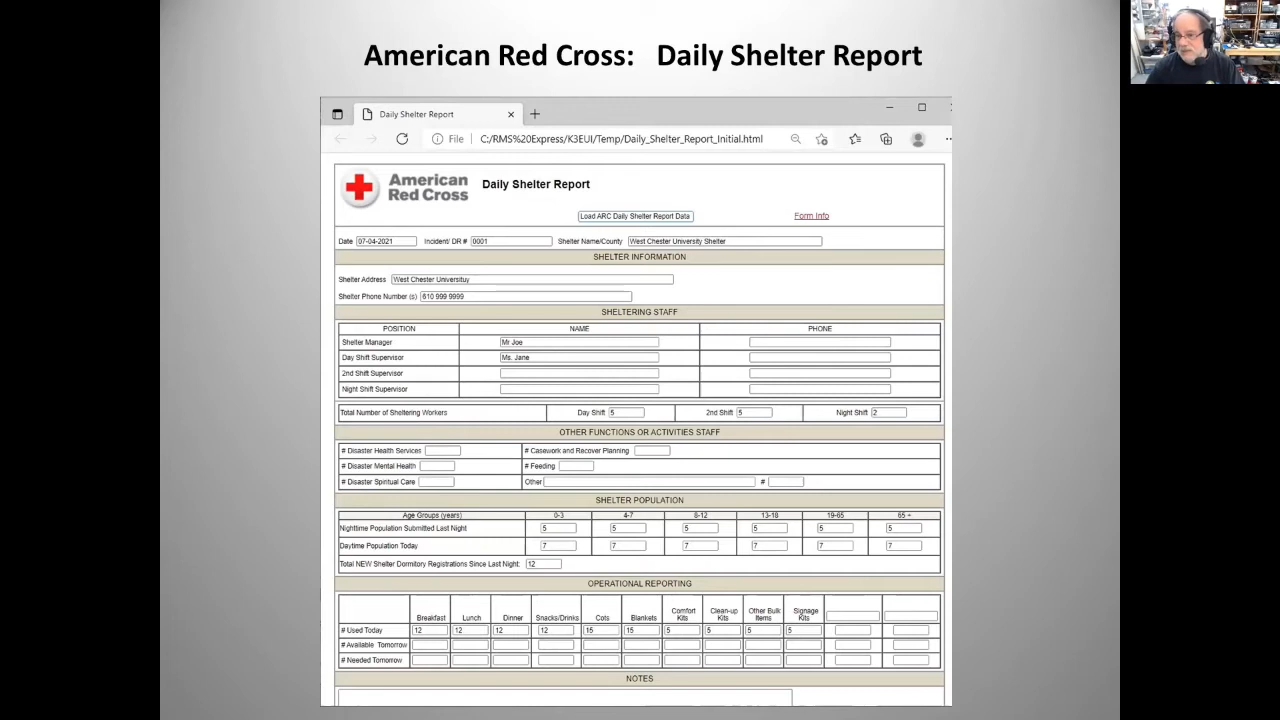 American Red Cross: Daily Shelter Report
Daily Shelter Report
File C:/RMS%20Express/K3EUI/Temp/Daily_Shelter_Report_Initial.html
American
Red Cross
Daily Shelter Report
Load ARC Daily Shelter Report Data Form Info
Date 07-04-2021 Incident/ DR # 0001 Shelter Name/County West Chester University Shelter
SHELTER INFORMATION
Shelter Address West Chester Universituy
Shelter Phone Number (s) 610 999 9999
SHELTERING STAFF
POSITION NAME PHONE
Shelter Manager Mr Joe
Day Shift Supervisor Ms. Jane
2nd Shift Supervisor
Night Shift Supervisor
Total Number of Sheltering Workers Day Shift 5 2nd Shift 5 Night Shift 2
OTHER FUNCTIONS OR ACTIVITIES STAFF
# Disaster Health Services # Casework and Recover Planning
# Disaster Mental Health # Feeding
# Disaster Spiritual Care Other #
SHELTER POPULATION
Age Groups (years) 0-3 4-7 8-12 13-18 19-65 65 +
Nighttime Population Submitted Last Night 5 5 5 5 5 5
Daytime Population Today 7 7 7 7 7 7
Total NEW Shelter Dormitory Registrations Since Last Night: 12
OPERATIONAL REPORTING
Breakfast Lunch Dinner Snacks/Drinks Cots Blankets Comfort Kits Clean-up Kits Other Bulk Items Signage Kits
# Used Today 12 12 12 12 15 15 5 5 5 5
# Available Tomorrow
# Needed Tomorrow
NOTES